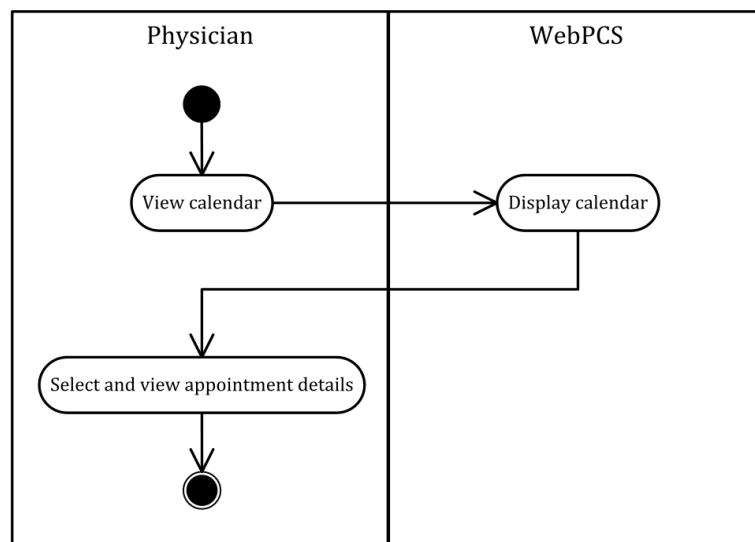 Physician
WebPCS
View calendar
Display calendar
Select and view appointment details